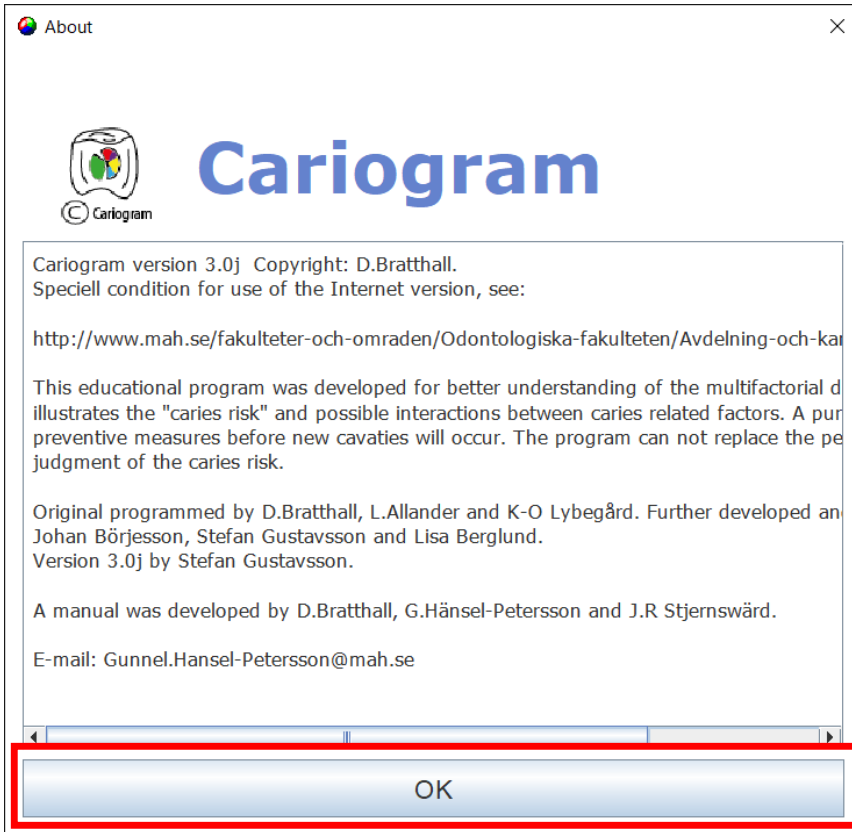 About
Cariogram
© Cariogram
Cariogram version 3.0j  Copyright: D.Bratthall.
Speciell condition for use of the Internet version, see:
http://www.mah.se/fakulteter-och-omraden/Odontologiska-fakulteten/Avdelning-och-kan
This educational program was developed for better understanding of the multifactorial d
illustrates the "caries risk" and possible interactions between caries related factors. A pur
preventive measures before new cavaties will occur. The program can not replace the pe
judgment of the caries risk.
Original programmed by D.Bratthall, L.Allander and K-O Lybegård. Further developed an
Johan Börjesson, Stefan Gustavsson and Lisa Berglund.
Version 3.0j by Stefan Gustavsson.
A manual was developed by D.Bratthall, G.Hänsel-Petersson and J.R Stjernswärd.
E-mail: Gunnel.Hansel-Petersson@mah.se
OK